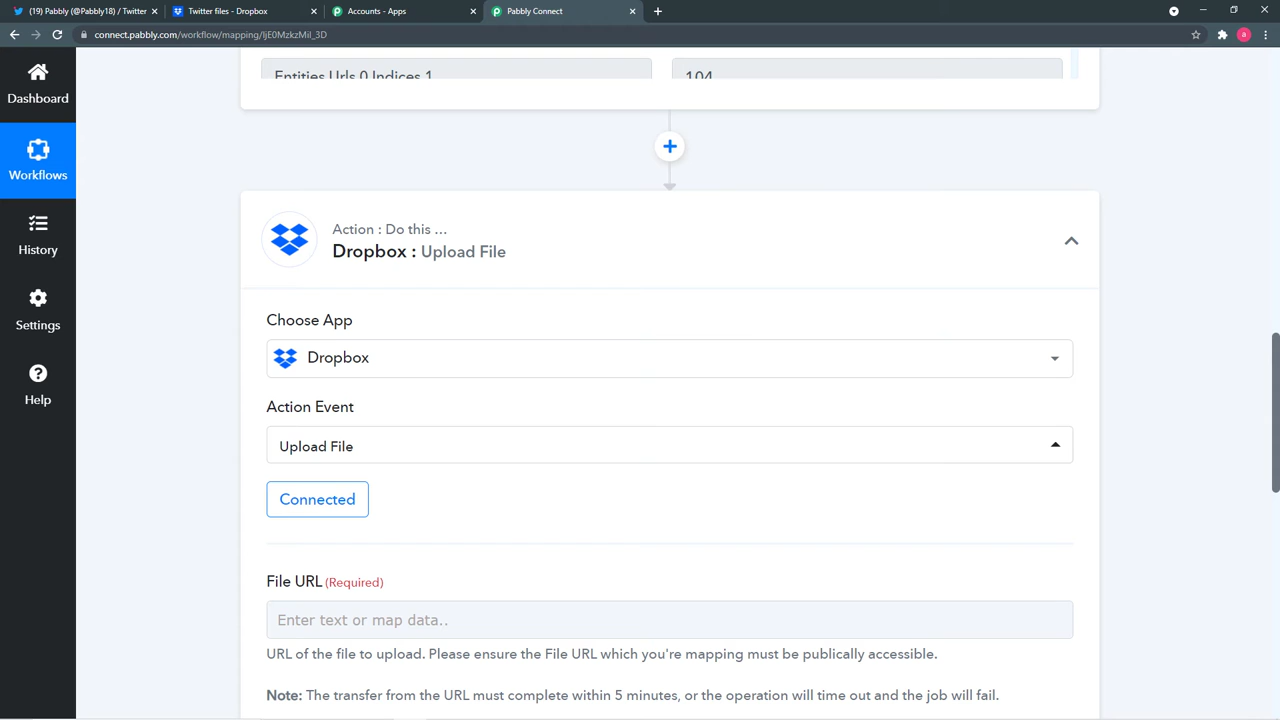 (19) Pabbly (@Pabbly18) / Twitter
Twitter files - Dropbox
Accounts - Apps
Pabbly Connect
connect.pabbly.com/workflow/mapping/IjE0MzkzMiI_3D
Dashboard
Workflows
History
Settings
Help
Entities Urls 0 Indices 1
104
Action : Do this ...
Dropbox : Upload File
Choose App
Dropbox
Action Event
Upload File
Connected
File URL (Required)
Enter text or map data..
URL of the file to upload. Please ensure the File URL which you're mapping must be publically accessible.
Note: The transfer from the URL must complete within 5 minutes, or the operation will time out and the job will fail.